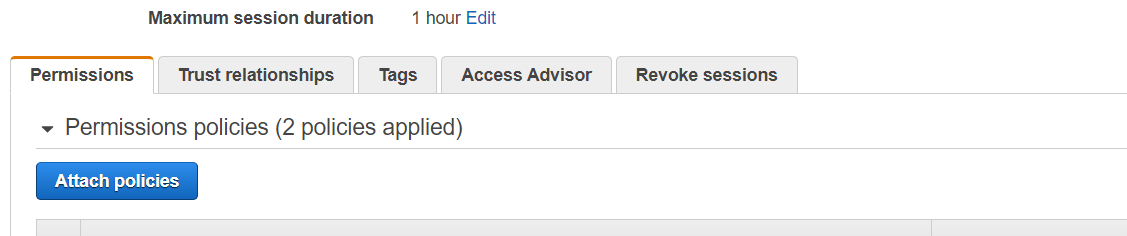 Maximum session duration 1 hour Edit
Permissions Trust relationships Tags Access Advisor Revoke sessions
Permissions policies (2 policies applied)
Attach policies